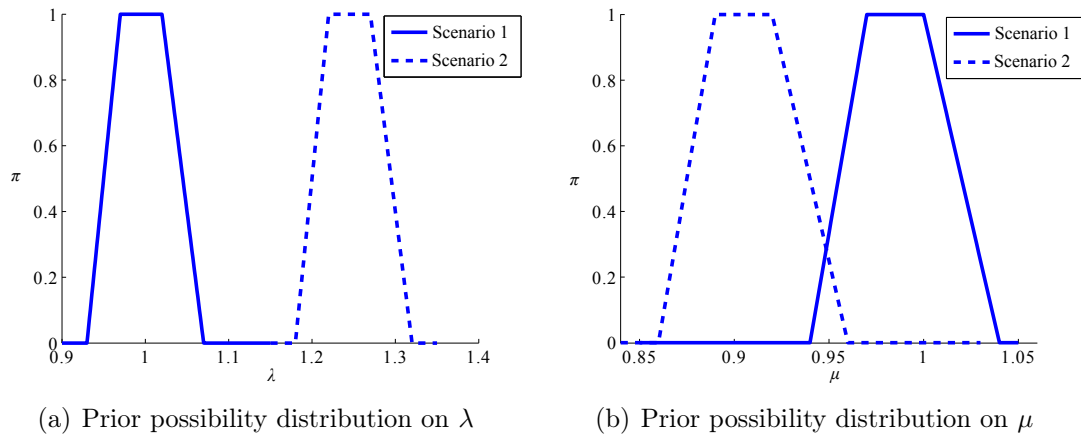 1
0.8
0.6
π
0.4
0.2
0
0.9
1
1.1
1.2
1.3
1.4
λ
Scenario 1
Scenario 2
(a) Prior possibility distribution on λ
1
0.8
0.6
π
0.4
0.2
0
0.85
0.9
0.95
1
1.05
μ
Scenario 1
Scenario 2
(b) Prior possibility distribution on μ